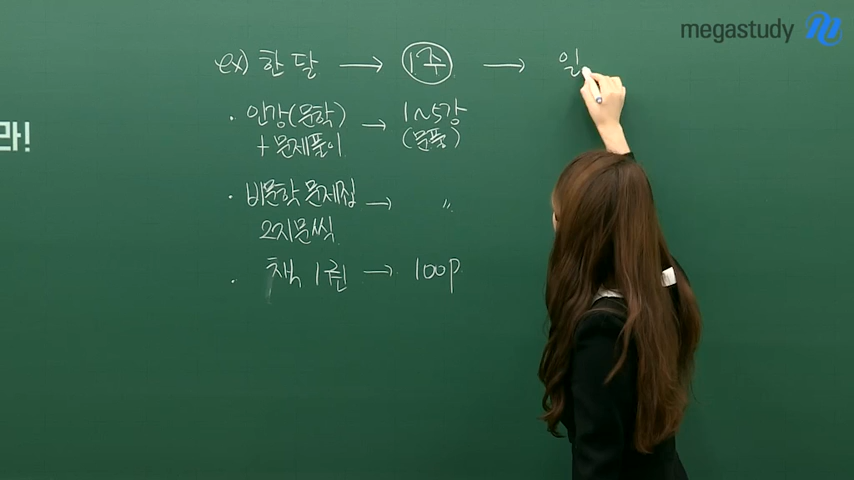 megastudy
ex) 한 달 → 1주 → 일
라!
· 인강(문학) → 1~5강
+ 문제풀이 (문풀)
· 비문학 문제집 → 〃
2지문씩
· 책 1권 → 100p